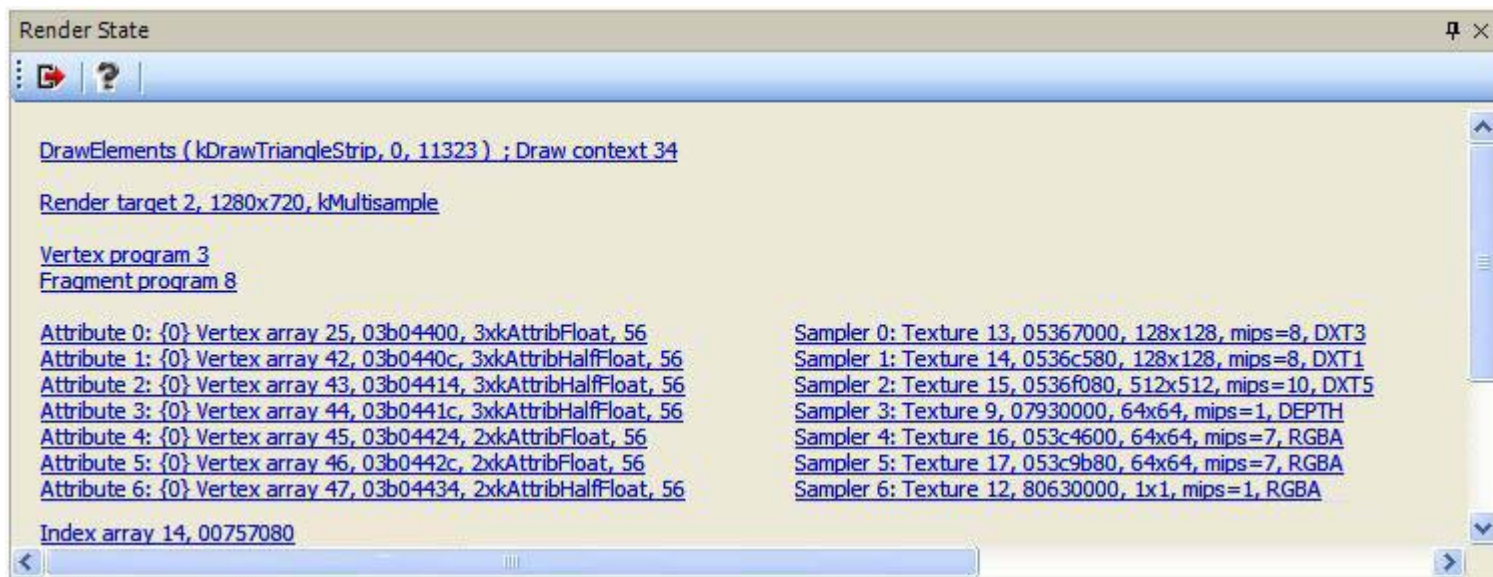 Render State
DrawElements ( kDrawTriangleStrip, 0, 11323 ) ; Draw context 34
Render target 2, 1280x720, kMultisample
Vertex program 3
Fragment program 8
Attribute 0: {0} Vertex array 25, 03b04400, 3xkAttribFloat, 56
Attribute 1: {0} Vertex array 42, 03b0440c, 3xkAttribHalfFloat, 56
Attribute 2: {0} Vertex array 43, 03b04414, 3xkAttribHalfFloat, 56
Attribute 3: {0} Vertex array 44, 03b0441c, 3xkAttribHalfFloat, 56
Attribute 4: {0} Vertex array 45, 03b04424, 2xkAttribFloat, 56
Attribute 5: {0} Vertex array 46, 03b0442c, 2xkAttribFloat, 56
Attribute 6: {0} Vertex array 47, 03b04434, 2xkAttribHalfFloat, 56
Sampler 0: Texture 13, 05367000, 128x128, mips=8, DXT3
Sampler 1: Texture 14, 0536c580, 128x128, mips=8, DXT1
Sampler 2: Texture 15, 0536f080, 512x512, mips=10, DXT5
Sampler 3: Texture 9, 07930000, 64x64, mips=1, DEPTH
Sampler 4: Texture 16, 053c4600, 64x64, mips=7, RGBA
Sampler 5: Texture 17, 053c9b80, 64x64, mips=7, RGBA
Sampler 6: Texture 12, 80630000, 1x1, mips=1, RGBA
Index array 14, 00757080